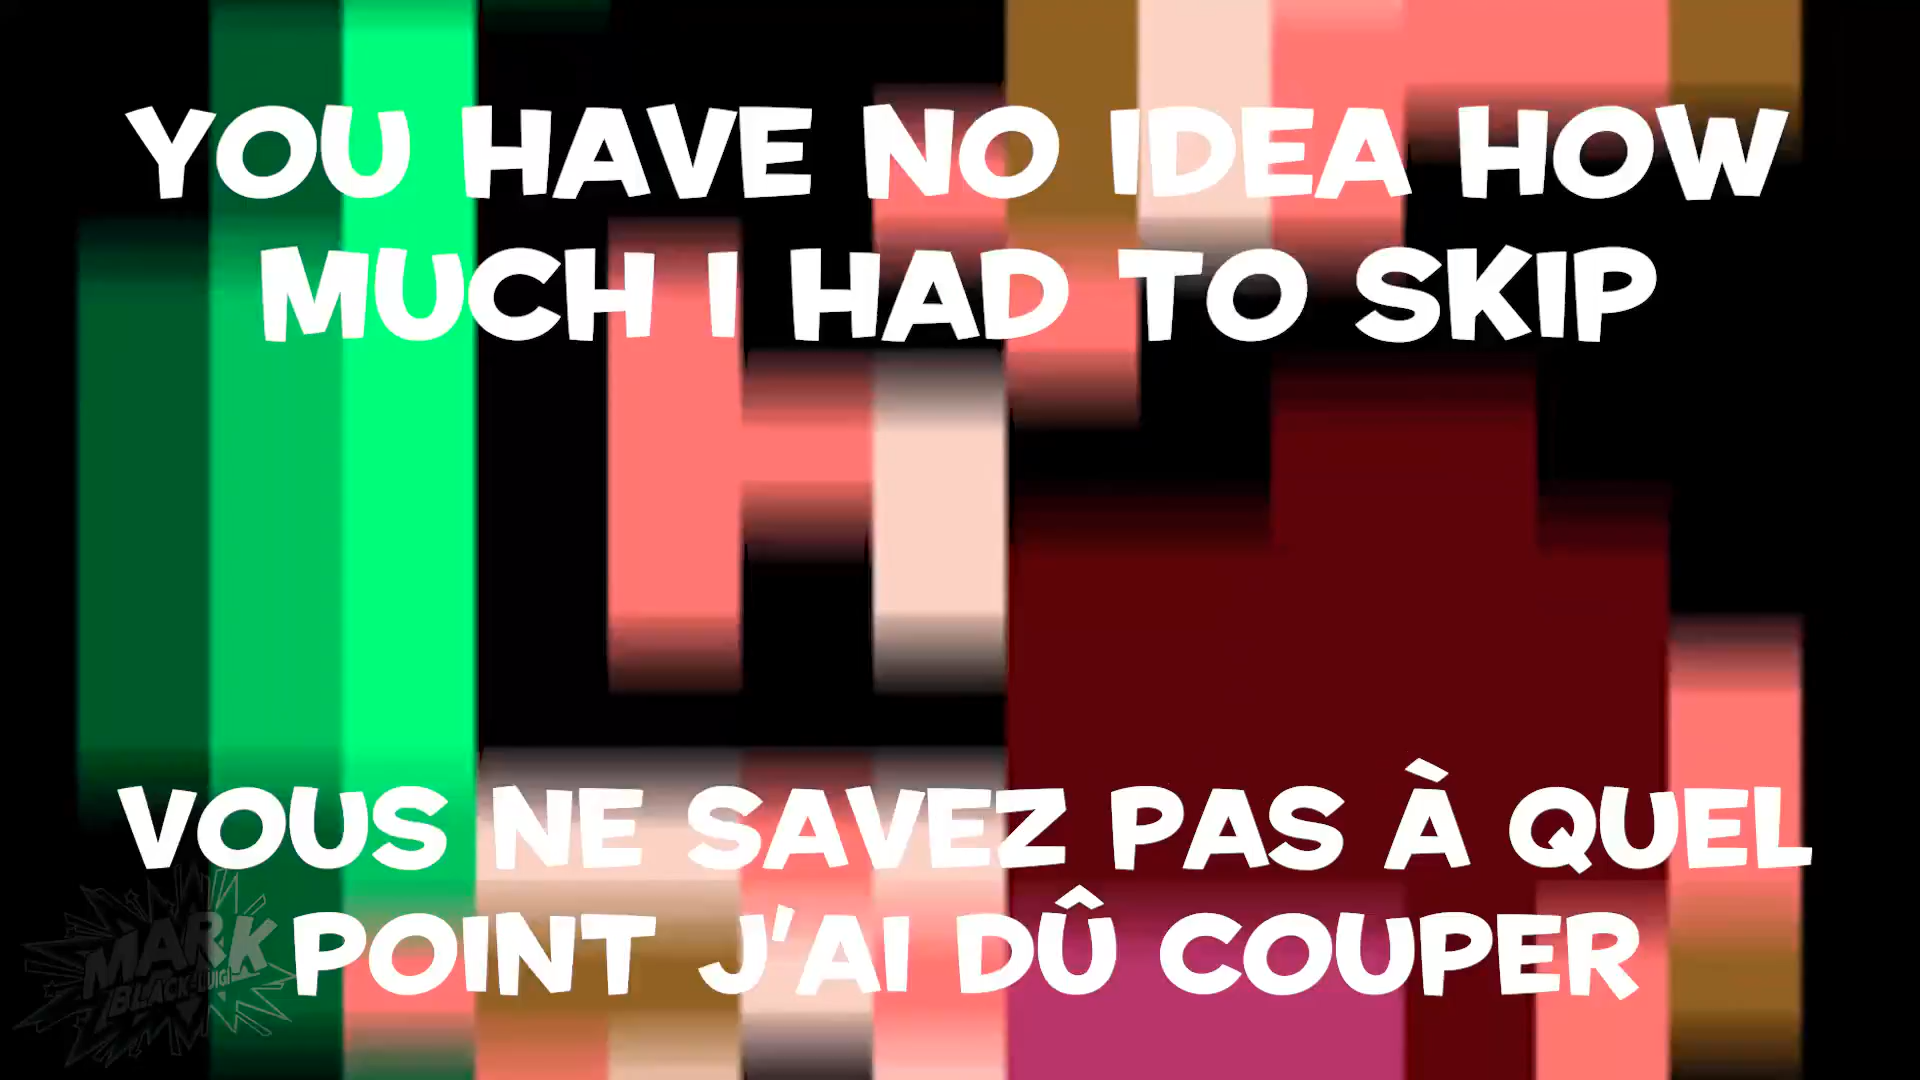 YOU HAVE NO IDEA HOW
MUCH I HAD TO SKIP
VOUS NE SAVEZ PAS À QUEL
POINT J'AI DÛ COUPER
MARK
BLACK-LUIGI